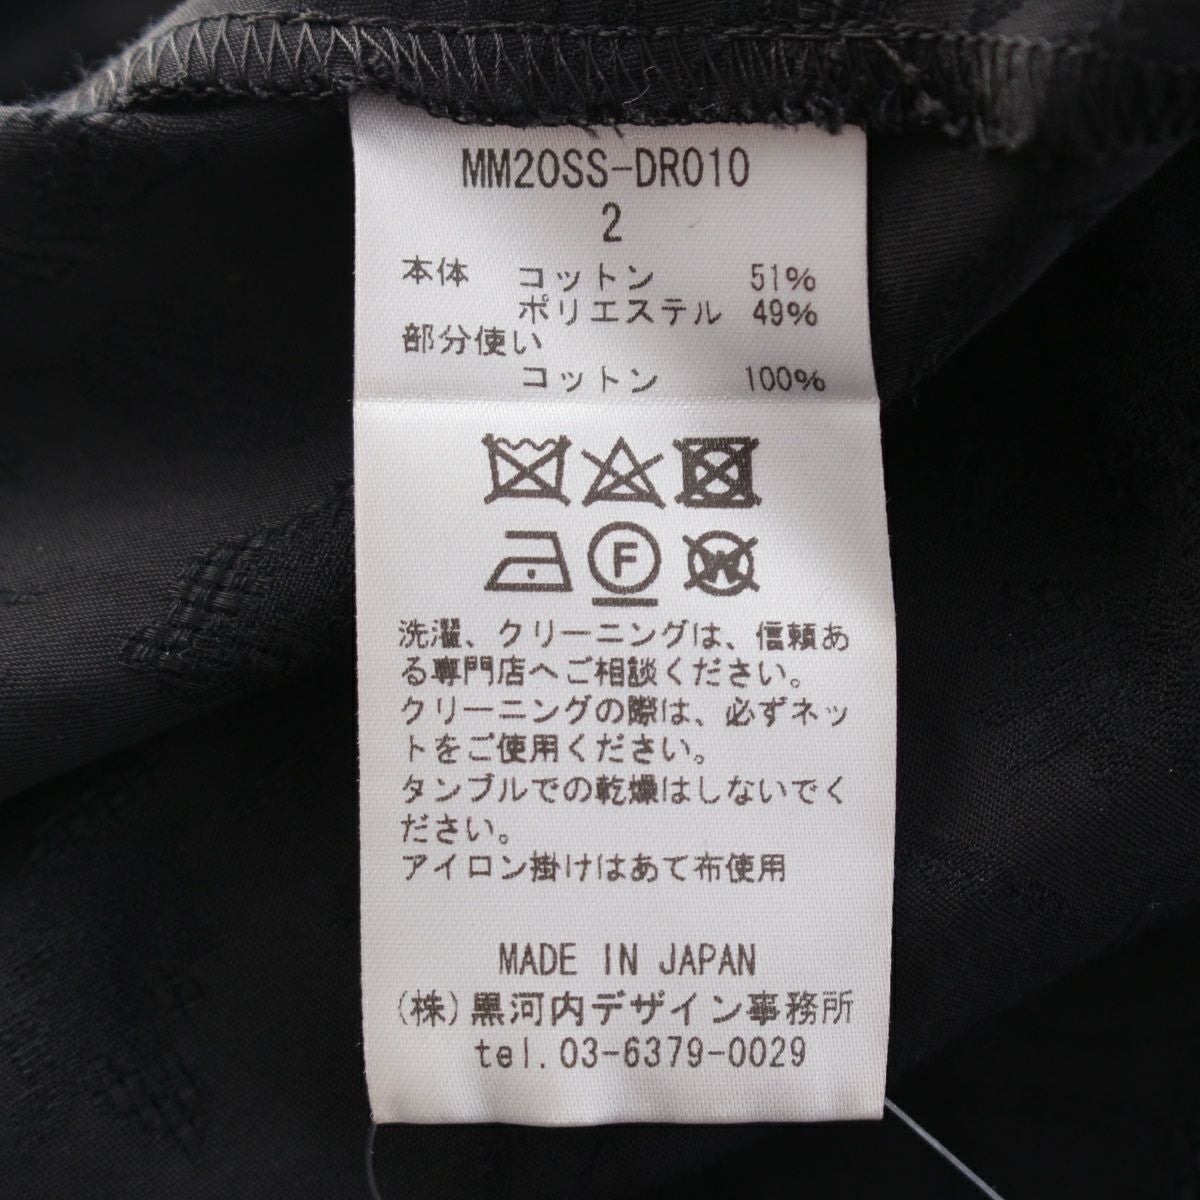 MM20SS-DR010
2
本体 コットン 51%
ポリエステル 49%
部分使い
コットン 100%
F
W
洗濯、クリーニングは、信頼あ
る専門店へご相談ください。
クリーニングの際は、必ずネッ
トをご使用ください。
タンブルでの乾燥はしないでく
ださい。
アイロン掛けはあて布使用
MADE IN JAPAN
(株)黒河内デザイン事務所
tel.03-6379-0029